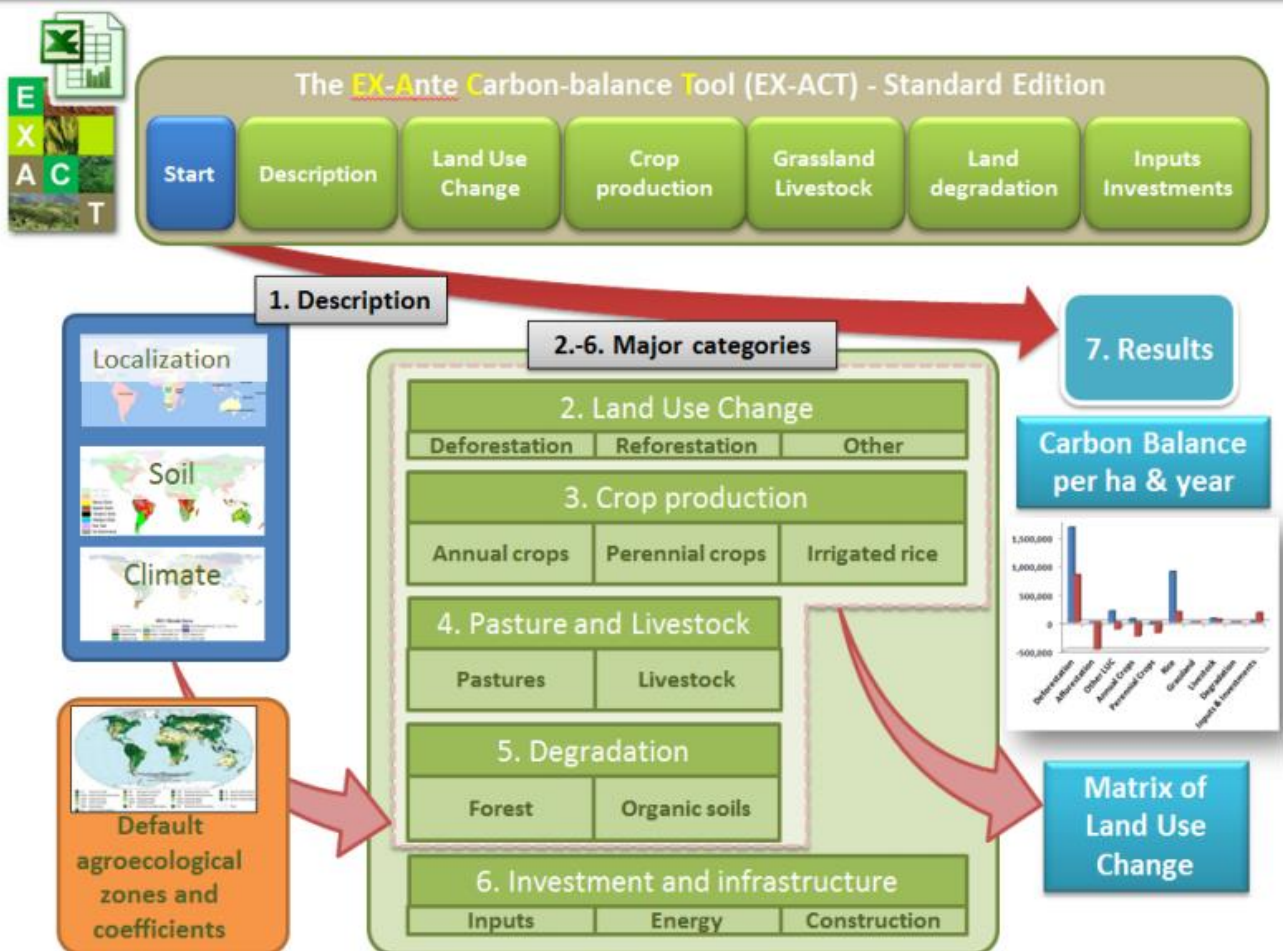 E
X
A C
T
The EX-Ante Carbon-balance Tool (EX-ACT) - Standard Edition
Start
Description
Land Use
Change
Crop
production
Grassland
Livestock
Land
degradation
Inputs
Investments
1. Description
2.-6. Major categories
7. Results
Localization
Soil
Climate
Default
agroecological
zones and
coefficients
2. Land Use Change
Deforestation Reforestation Other
3. Crop production
Annual crops Perennial crops Irrigated rice
4. Pasture and Livestock
Pastures Livestock
5. Degradation
Forest Organic soils
6. Investment and infrastructure
Inputs Energy Construction
Carbon Balance
per ha & year
1,500,000
1,000,000
500,000
0
-500,000
Deforestation
Afforestation
Other LUC
Annual Crops
Perennial Crops
Rice
Grassland
Livestock
Degradation
Inputs & Investments
Matrix of
Land Use
Change